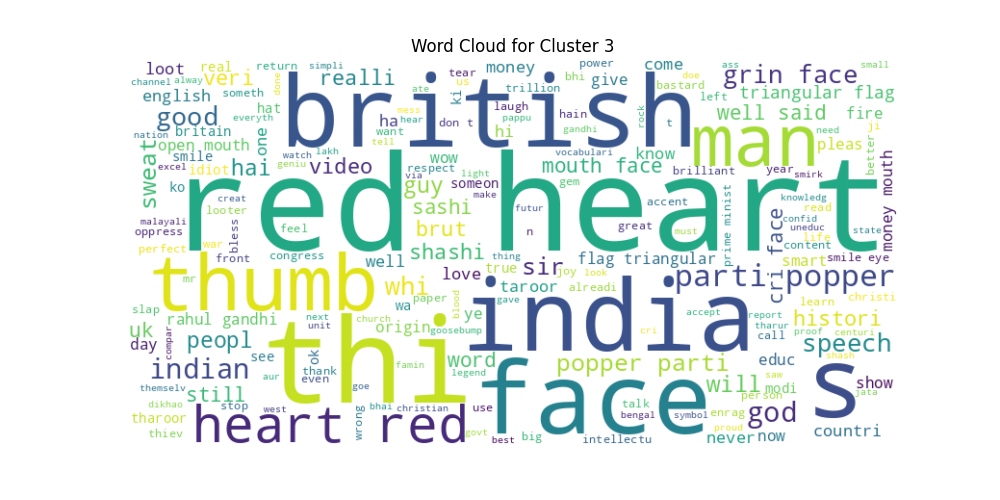 Word Cloud for Cluster 3
red heart
british
thi
india
face
man
thumb
s
heart red
parti popper
grin face
good
veri
realli
indian
histori
speech
god
sir
whi
guy
sashi
shashi
brut
video
hai
peopl
still
word
popper parti
will
sweat
uk
loot
real
return
simpli
channel
alway
someth
done
english
everyth
hat
ha
tear
us
ki
money
ate
trillion
bhi
power
give
come
bastard
doe
ass
left
small
triangular flag
well said
fire
britain
nation
open mouth
one
watch
geniu
smile
excel
idiot
lakh
want
tell
mess
hear
don t
laugh
pappu
hi
hain
gandhi
rock
t
vocabulari
know
need
ji
pleas
better
wow
respect
light
via
mouth face
someon
make
gem
brilliant
accent
year
smirk
ko
creat
looter
malayali
oppress
bless
feel
war
perfect
front
congress
mr
well
futur
n
great
must
prime minist
knowledg
read
confid
uneduc
life
content
state
money mouth
smile eye
cri face
flag triangular
thing
true
love
joy
look
taroor
alreadi
smart
learn
christi
slap
rahul gandhi
next
unit
church
wa
paper
origin
goosebump
blood
ye
gave
cri
accept
report
tharur
call
proof
centuri
day
compar
see
ok
thank
even
aur
famin
goe
legend
educ
shash
show
modi
saw
person
jata
themselv
dikhao
tharoor
thiev
stop
west
wrong
bhai
christian
govt
use
best
big
talk
bengal
intellectu
symbol
enrag
proud
never
now
countri